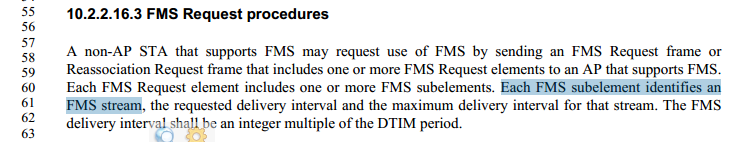 55 10.2.2.16.3 FMS Request procedures
56
57 A non-AP STA that supports FMS may request use of FMS by sending an FMS Request frame or
58
59 Reassociation Request frame that includes one or more FMS Request elements to an AP that supports FMS.
60 Each FMS Request element includes one or more FMS subelements. Each FMS subelement identifies an
61 FMS stream, the requested delivery interval and the maximum delivery interval for that stream. The FMS
62 delivery interval shall be an integer multiple of the DTIM period.
63